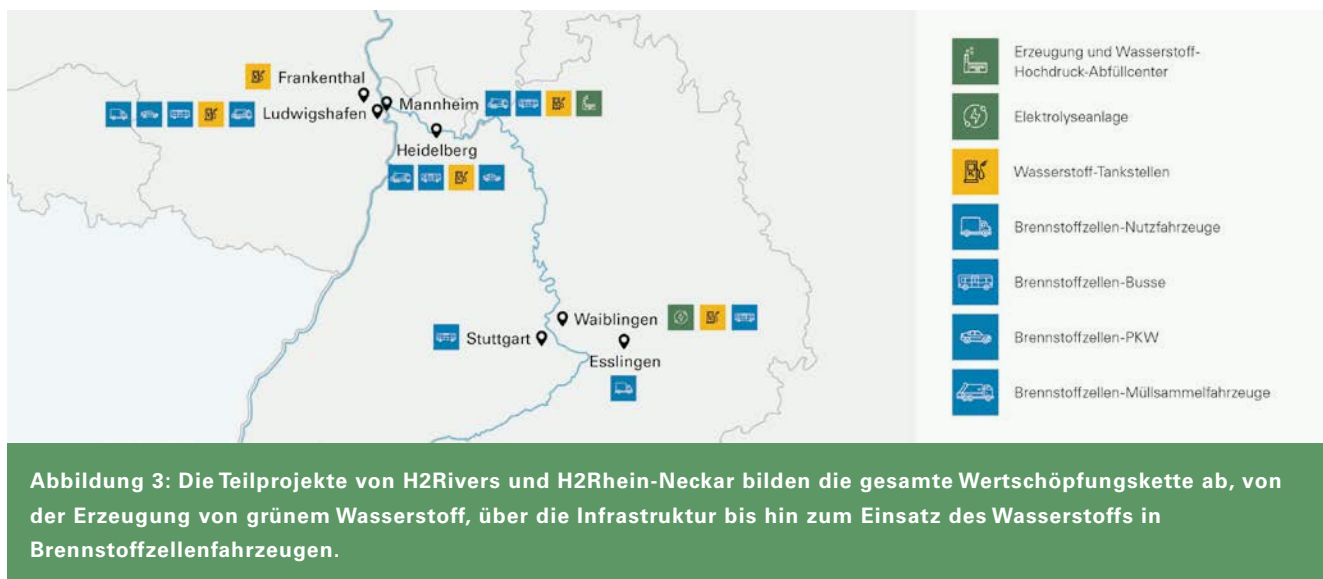 Frankenthal
Ludwigshafen
Mannheim
Heidelberg
Stuttgart
Waiblingen
Esslingen
Erzeugung und Wasserstoff-
Hochdruck-Abfüllcenter
Elektrolyseanlage
Wasserstoff-Tankstellen
Brennstoffzellen-Nutzfahrzeuge
Brennstoffzellen-Busse
Brennstoffzellen-PKW
Brennstoffzellen-Müllsammelfahrzeuge
Abbildung 3: Die Teilprojekte von H2Rivers und H2Rhein-Neckar bilden die gesamte Wertschöpfungskette ab, von
der Erzeugung von grünem Wasserstoff, über die Infrastruktur bis hin zum Einsatz des Wasserstoffs in
Brennstoffzellenfahrzeugen.